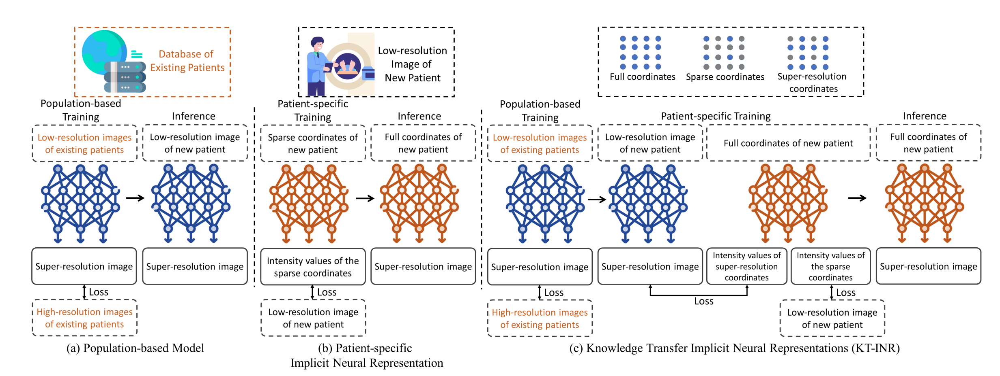 Database of
Existing Patients
Low-resolution
Image of
New Patient
Full coordinates
Sparse coordinates
Super-resolution
coordinates
Population-based
Training
Inference
Low-resolution images
of existing patients
Low-resolution image
of new patient
Super-resolution image
Super-resolution image
Loss
High-resolution images
of existing patients
(a) Population-based Model
Patient-specific
Training
Inference
Sparse coordinates of
new patient
Full coordinates of
new patient
Intensity values of the
sparse coordinates
Super-resolution image
Loss
Low-resolution image
of new patient
(b) Patient-specific
Implicit Neural Representation
Population-based
Training
Patient-specific Training
Inference
Low-resolution images
of existing patients
Low-resolution image
of new patient
Full coordinates of new patient
Full coordinates of
new patient
Super-resolution image
Super-resolution image
Intensity values of
super-resolution
coordinates
Intensity values of
the sparse
coordinates
Super-resolution image
Loss
Loss
Loss
High-resolution images
of existing patients
Low-resolution image
of new patient
(c) Knowledge Transfer Implicit Neural Representations (KT-INR)